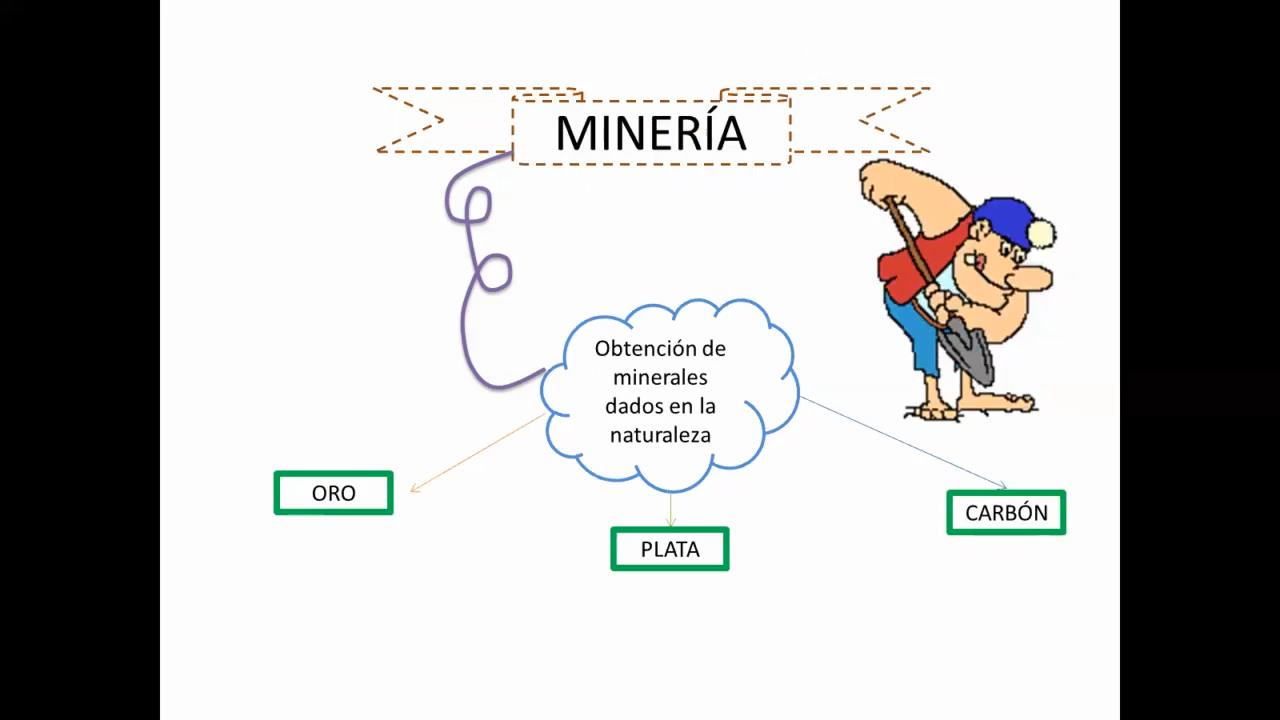 MINERÍA
Obtención de
minerales
dados en la
naturaleza
ORO
PLATA
CARBÓN